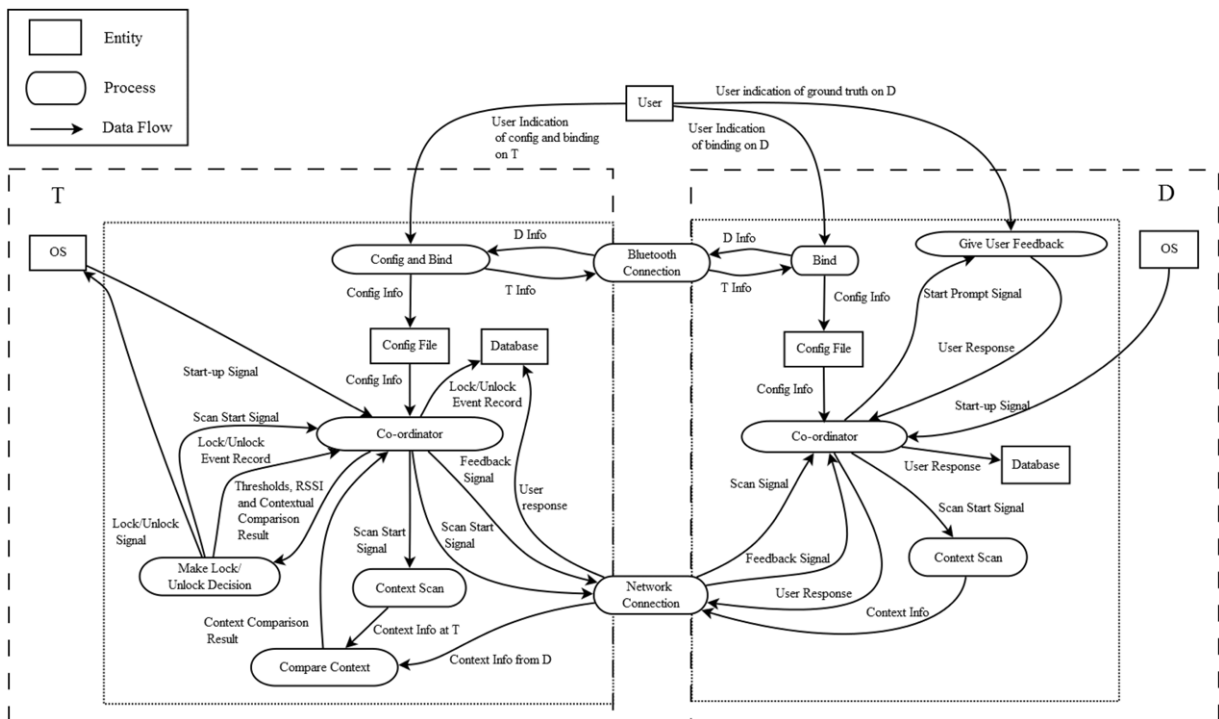 Entity
Process
Data Flow
User
User indication of ground truth on D
User Indication
of config and binding
on T
User Indication
of binding on D
T
D
OS
D Info
Config and Bind
T Info
Bluetooth
Connection
D Info
Bind
T Info
Give User Feedback
OS
Config Info
Config File
Config Info
Database
Config Info
Config File
Config Info
Start Prompt Signal
User Response
Start-up Signal
Start-up Signal
Lock/Unlock
Event Record
Scan Start Signal
Co-ordinator
Lock/Unlock
Event Record
Feedback
Signal
Thresholds, RSSI
and Contextual
Comparison
Result
User
response
Co-ordinator
User Response
Database
Scan Signal
Scan Start Signal
Lock/Unlock
Signal
Scan Start
Signal
Scan Start
Signal
Make Lock/
Unlock Decision
Context Scan
Network
Connection
Feedback Signal
User Response
Context Scan
Context Info
Context Comparison
Result
Context Info at T
Compare Context
Context Info from D